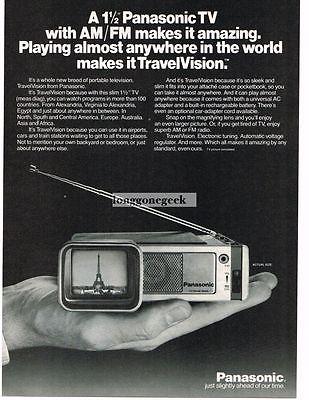 A 1½" Panasonic TV
with AM/FM makes it amazing.
Playing almost anywhere in the world
makes it TravelVision.™
It's a whole new breed of portable television.
TravelVision from Panasonic.
It's TravelVision because with this slim 1½" TV
(meas diag), you can watch programs in more than 100
countries. From Alexandria, Virginia to Alexandria,
Egypt and just about anywhere in between. In
North, South and Central America. Europe. Australia.
Asia and Africa.
It's TravelVision because you can use it in airports,
cars and train stations waiting to get to all those places.
Not to mention your own backyard or bedroom, or
just about anywhere else.
And it's TravelVision because it's so sleek and
slim it fits into your attaché case or pocketbook, so you
can take it almost anywhere. And it can play almost
anywhere because it comes with both a universal AC
adapter and a built-in rechargeable battery. There's
even an optional car-adapter cord available.
Snap on the magnifying lens and you'll enjoy
an even larger picture. Or, if you get tired of TV, enjoy
superb AM or FM radio.
TravelVision. Electronic tuning. Automatic voltage
regulator. And more. Which all makes it amazing by any
standard, even ours. TV picture simulated.
longgonegeek
Panasonic
ACTUAL SIZE
Panasonic.
just slightly ahead of our time.